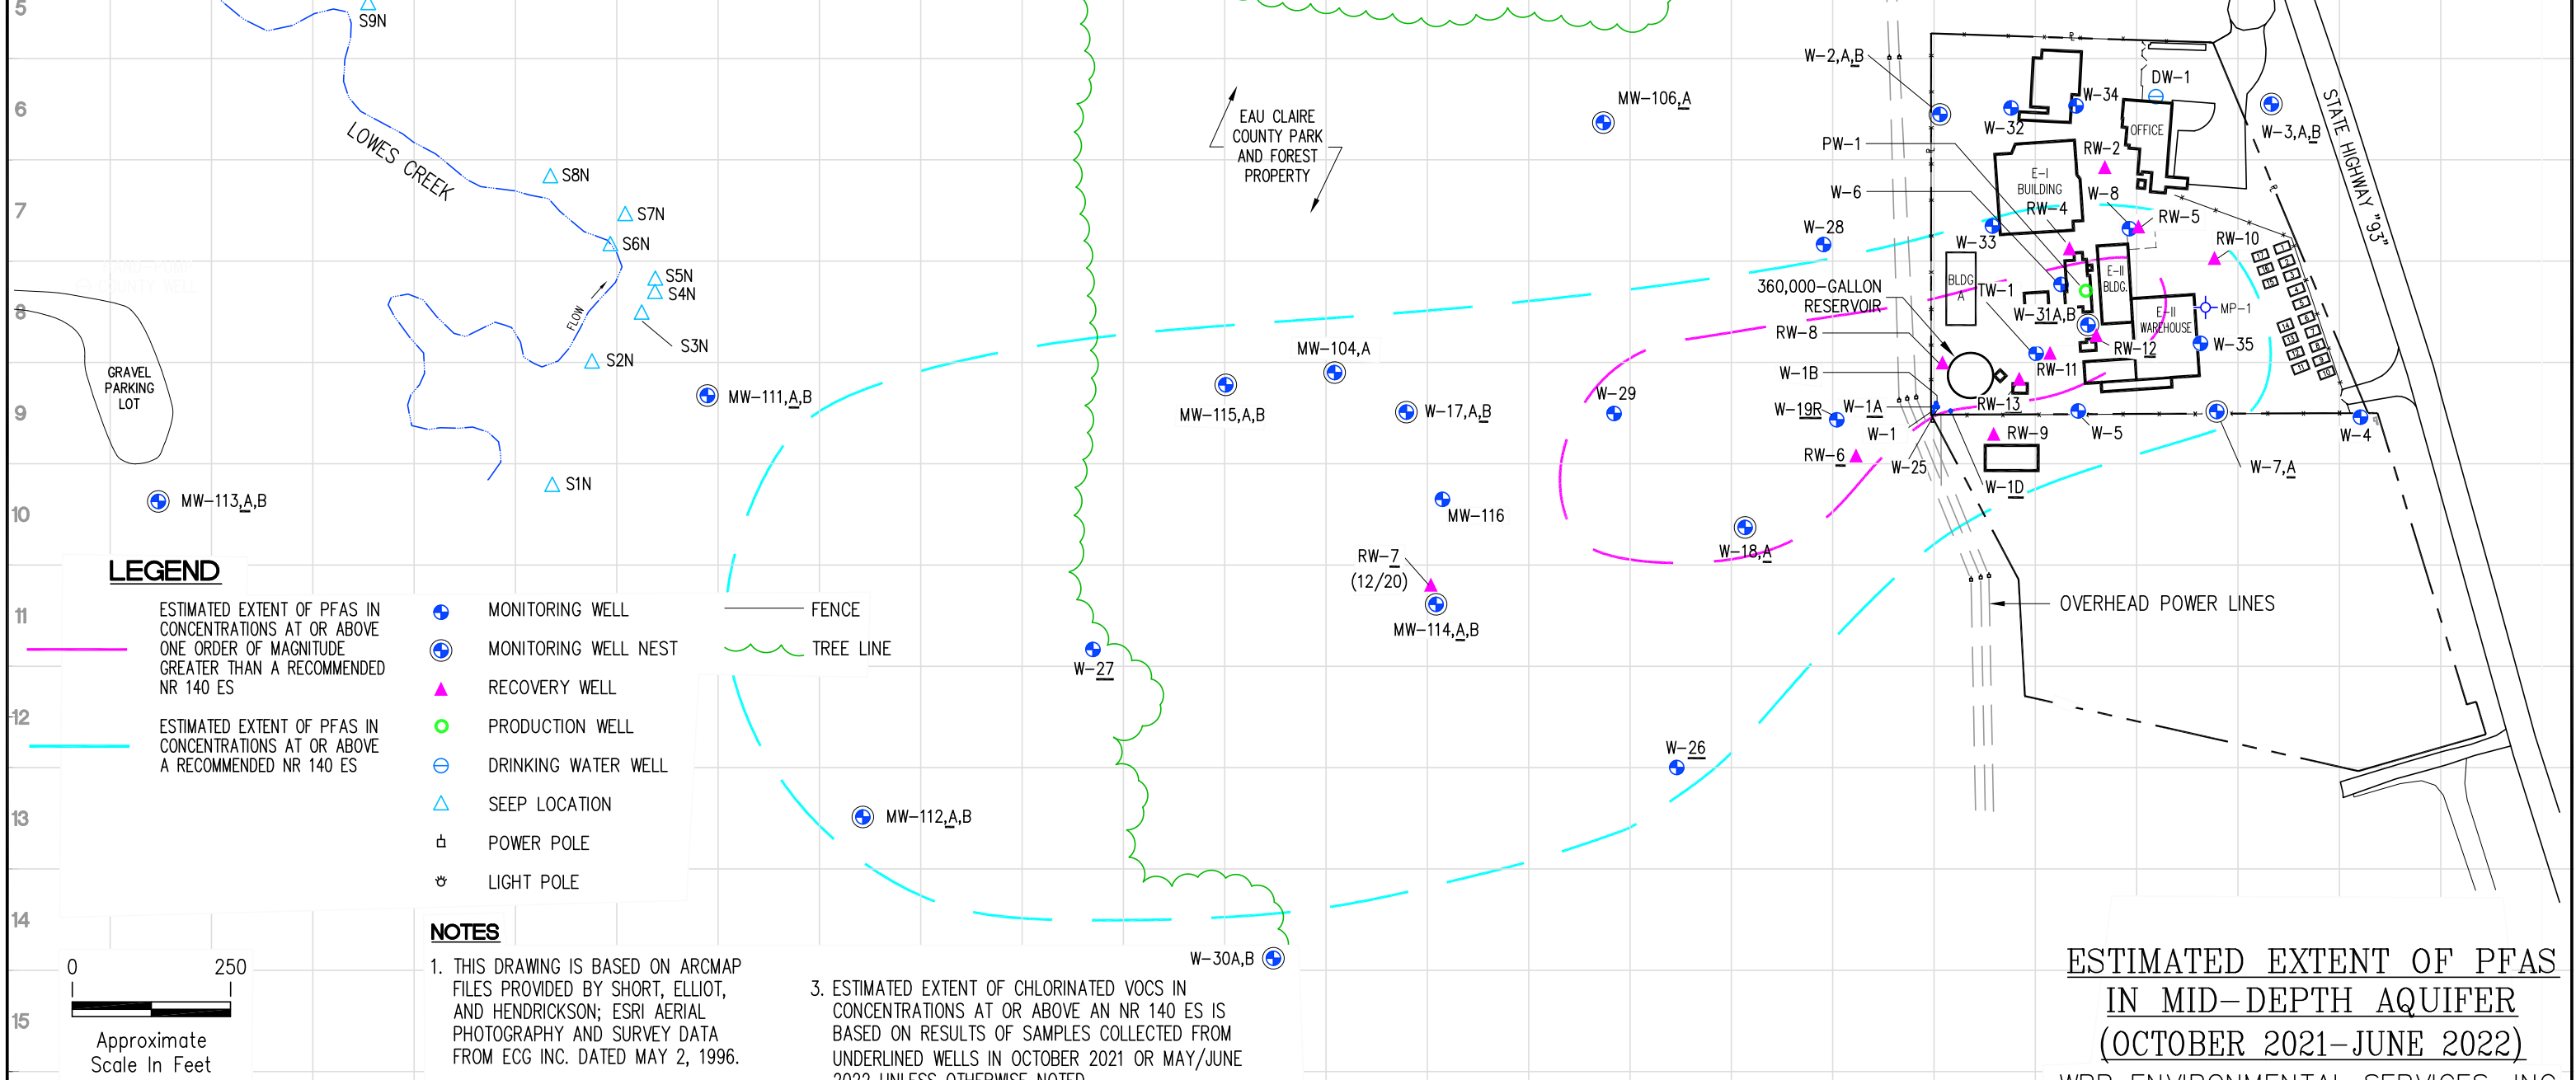 5
6
7
8
9
10
11
12
13
14
15
S9N
LOWES CREEK
S8N
S7N
S6N
S5N
S4N
S3N
S2N
S1N
FLOW
GRAVEL
PARKING
LOT
MW-113,A,B
MW-111,A,B
EAU CLAIRE
COUNTY PARK
AND FOREST
PROPERTY
MW-106,A
MW-104,A
MW-115,A,B
W-17,A,B
W-29
MW-116
RW-7
(12/20)
MW-114,A,B
W-18,A
W-27
W-26
MW-112,A,B
W-30A,B
W-2,A,B
PW-1
W-6
W-28
360,000-GALLON
RESERVOIR
RW-8
W-1B
W-19R
W-1A
W-1
RW-6
W-25
W-1D
W-32
W-34
DW-1
OFFICE
W-3,A,B
STATE HIGHWAY "93"
RW-2
E-I
BUILDING
W-8
RW-4
RW-5
W-33
RW-10
BLDG
A
TW-1
E-II
BLDG.
W-31A,B
E-II
WAREHOUSE
MP-1
RW-12
W-35
RW-11
RW-13
RW-9
W-5
W-7,A
W-4
OVERHEAD POWER LINES
LEGEND
ESTIMATED EXTENT OF PFAS IN
CONCENTRATIONS AT OR ABOVE
ONE ORDER OF MAGNITUDE
GREATER THAN A RECOMMENDED
NR 140 ES
ESTIMATED EXTENT OF PFAS IN
CONCENTRATIONS AT OR ABOVE
A RECOMMENDED NR 140 ES
MONITORING WELL
MONITORING WELL NEST
RECOVERY WELL
PRODUCTION WELL
DRINKING WATER WELL
SEEP LOCATION
POWER POLE
LIGHT POLE
FENCE
TREE LINE
0 250
Approximate
Scale In Feet
NOTES
1. THIS DRAWING IS BASED ON ARCMAP
FILES PROVIDED BY SHORT, ELLIOT,
AND HENDRICKSON; ESRI AERIAL
PHOTOGRAPHY AND SURVEY DATA
FROM ECG INC. DATED MAY 2, 1996.
3. ESTIMATED EXTENT OF CHLORINATED VOCS IN
CONCENTRATIONS AT OR ABOVE AN NR 140 ES IS
BASED ON RESULTS OF SAMPLES COLLECTED FROM
UNDERLINED WELLS IN OCTOBER 2021 OR MAY/JUNE
2022 UNLESS OTHERWISE NOTED
ESTIMATED EXTENT OF PFAS
IN MID-DEPTH AQUIFER
(OCTOBER 2021-JUNE 2022)
ENVIRONMENTAL SERVICES, INC